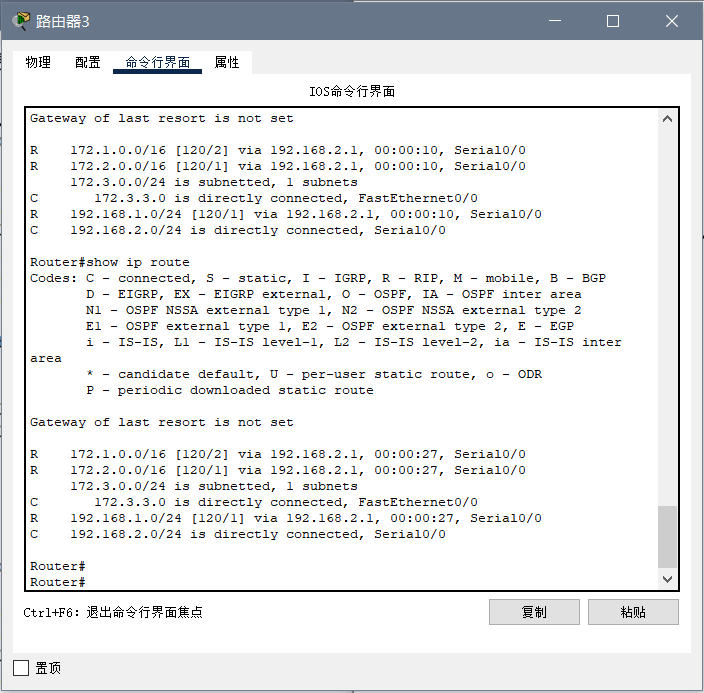 路由器3
物理 配置 命令行界面 属性
IOS命令行界面
Gateway of last resort is not set
R    172.1.0.0/16 [120/2] via 192.168.2.1, 00:00:10, Serial0/0
R    172.2.0.0/16 [120/1] via 192.168.2.1, 00:00:10, Serial0/0
     172.3.0.0/24 is subnetted, 1 subnets
C       172.3.3.0 is directly connected, FastEthernet0/0
R    192.168.1.0/24 [120/1] via 192.168.2.1, 00:00:10, Serial0/0
C    192.168.2.0/24 is directly connected, Serial0/0
Router#show ip route
Codes: C - connected, S - static, I - IGRP, R - RIP, M - mobile, B - BGP
       D - EIGRP, EX - EIGRP external, O - OSPF, IA - OSPF inter area
       N1 - OSPF NSSA external type 1, N2 - OSPF NSSA external type 2
       E1 - OSPF external type 1, E2 - OSPF external type 2, E - EGP
       i - IS-IS, L1 - IS-IS level-1, L2 - IS-IS level-2, ia - IS-IS inter
area
       * - candidate default, U - per-user static route, o - ODR
       P - periodic downloaded static route
Gateway of last resort is not set
R    172.1.0.0/16 [120/2] via 192.168.2.1, 00:00:27, Serial0/0
R    172.2.0.0/16 [120/1] via 192.168.2.1, 00:00:27, Serial0/0
     172.3.0.0/24 is subnetted, 1 subnets
C       172.3.3.0 is directly connected, FastEthernet0/0
R    192.168.1.0/24 [120/1] via 192.168.2.1, 00:00:27, Serial0/0
C    192.168.2.0/24 is directly connected, Serial0/0
Router#
Router#
Ctrl+F6: 退出命令行界面焦点 复制 粘贴
置顶